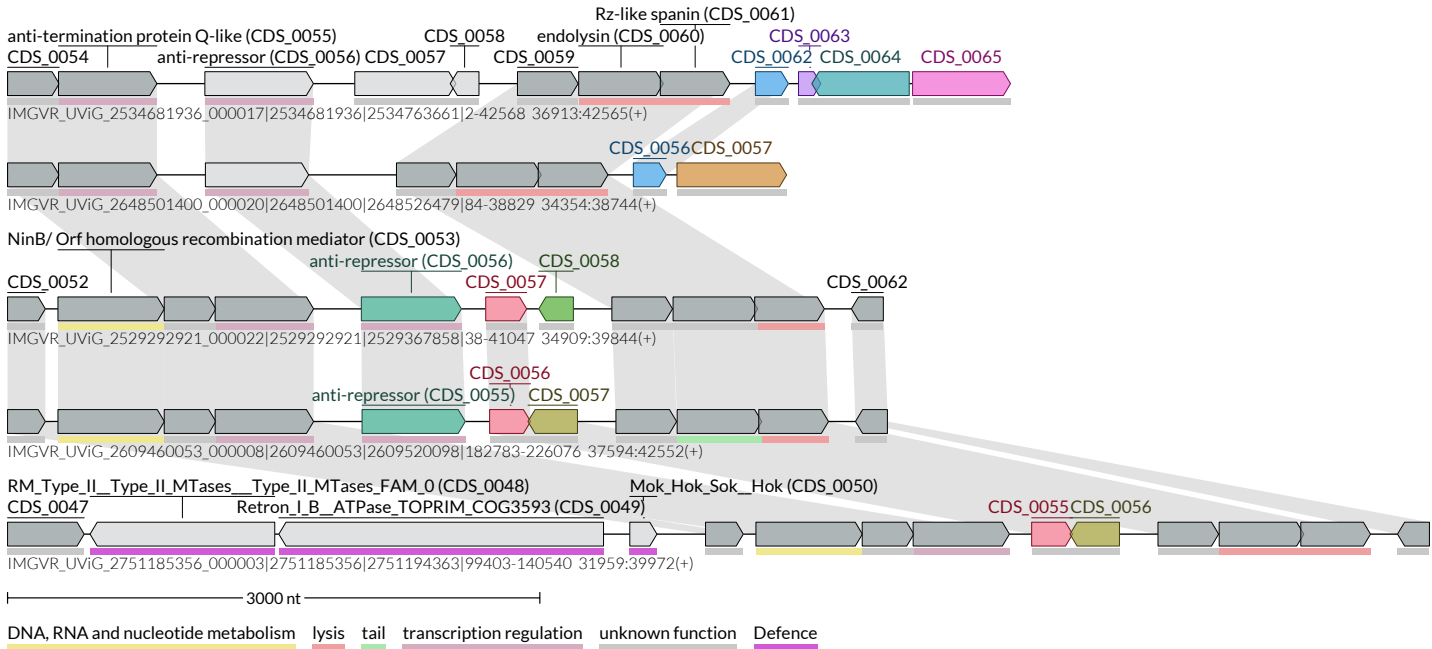 Rz-like spanin (CDS_0061)
anti-termination protein Q-like (CDS_0055) CDS_0058 endolysin (CDS_0060) CDS_0063
CDS_0054 anti-repressor (CDS_0056) CDS_0057 CDS_0059 CDS_0062 CDS_0064 CDS_0065
IMGVR_UViG_2534681936_000017|2534681936|2534763661|2-42568 36913:42565(+)
CDS_0056 CDS_0057
IMGVR_UViG_2648501400_000020|2648501400|2648526479|84-38829 34354:38744(+)
NinB/ Orf homologous recombination mediator (CDS_0053)
anti-repressor (CDS_0056) CDS_0058
CDS_0052 CDS_0057 CDS_0062
IMGVR_UViG_2529292921_000022|2529292921|2529367858|38-41047 34909:39844(+)
CDS_0056
anti-repressor (CDS_0055) CDS_0057
IMGVR_UViG_2609460053_000008|2609460053|2609520098|182783-226076 37594:42552(+)
RM_Type_II__Type_II_MTases___Type_II_MTases_FAM_0 (CDS_0048) Mok_Hok_Sok__Hok (CDS_0050)
CDS_0047 Retron_I_B__ATPase_TOPRIM_COG3593 (CDS_0049) CDS_0055 CDS_0056
IMGVR_UViG_2751185356_000003|2751185356|2751194363|99403-140540 31959:39972(+)
3000 nt
DNA, RNA and nucleotide metabolism lysis tail transcription regulation unknown function Defence